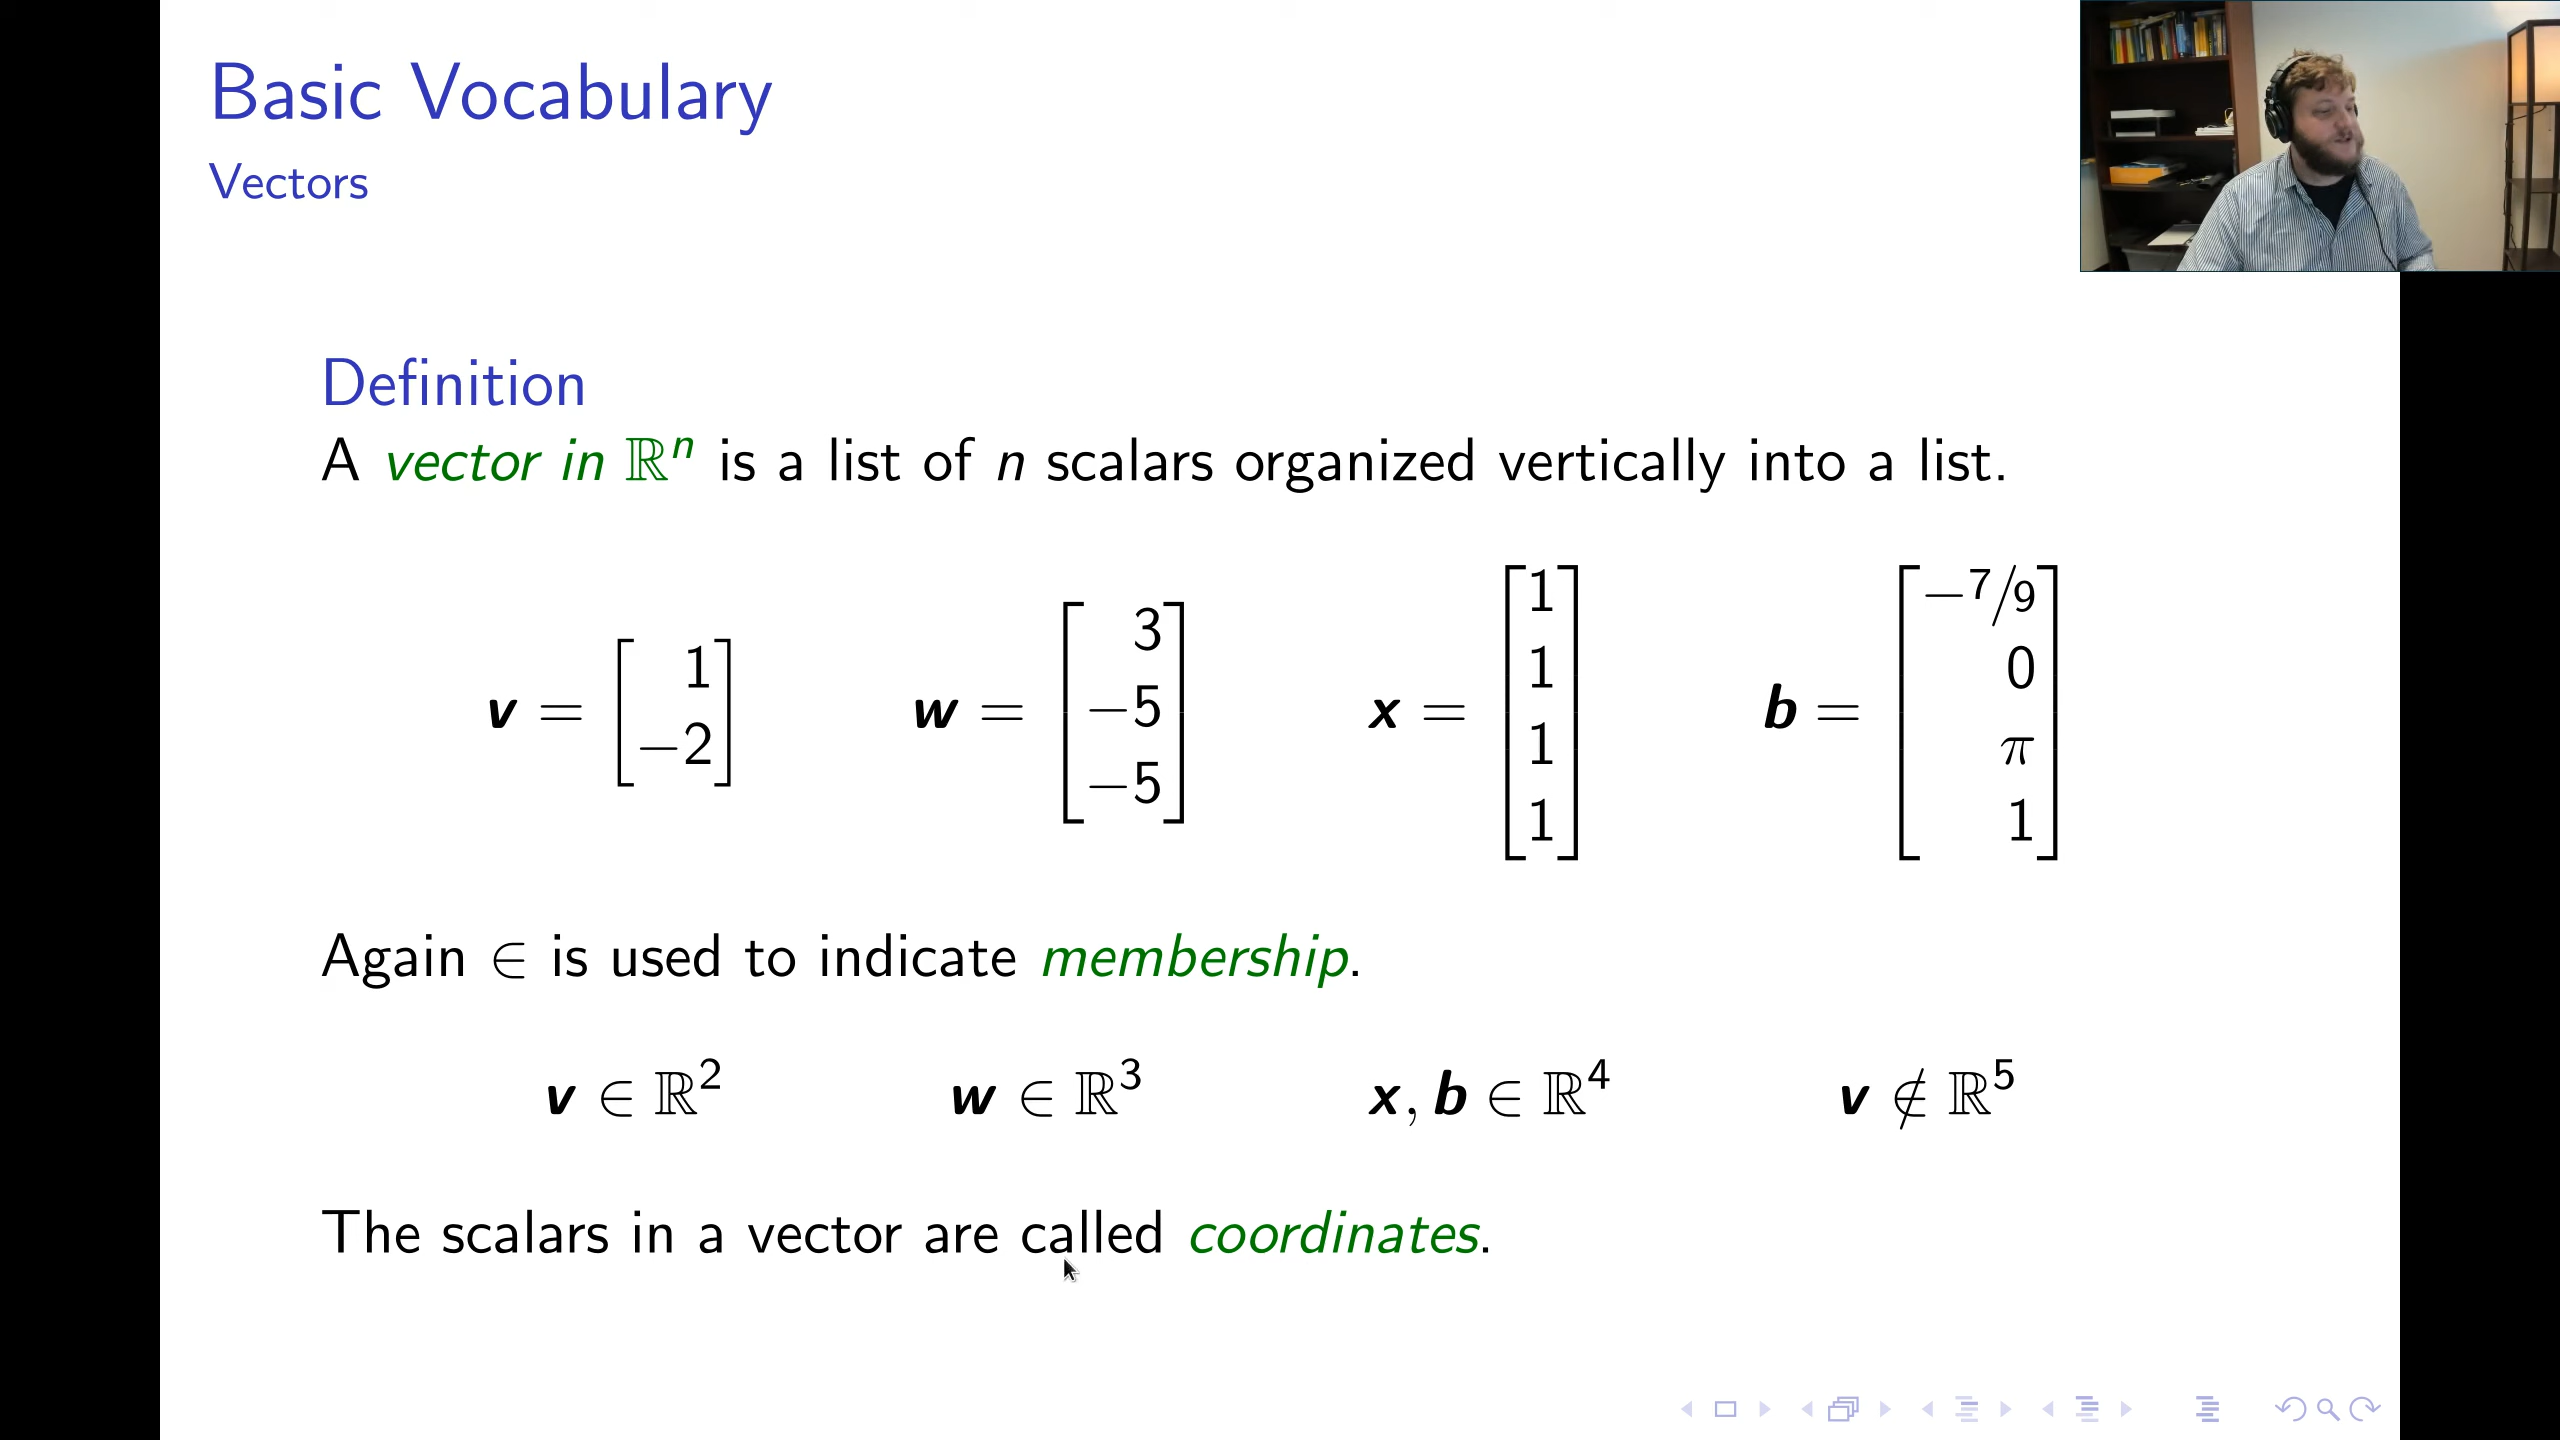 Basic Vocabulary
Vectors
Definition
A vector in ℝⁿ is a list of n scalars organized vertically into a list.
v = [1 −2] w = [3 −5 −5] x = [1 1 1 1] b = [−7/9 0 π 1]
Again ∈ is used to indicate membership.
v ∈ ℝ² w ∈ ℝ³ x, b ∈ ℝ⁴ v ∉ ℝ⁵
The scalars in a vector are called coordinates.